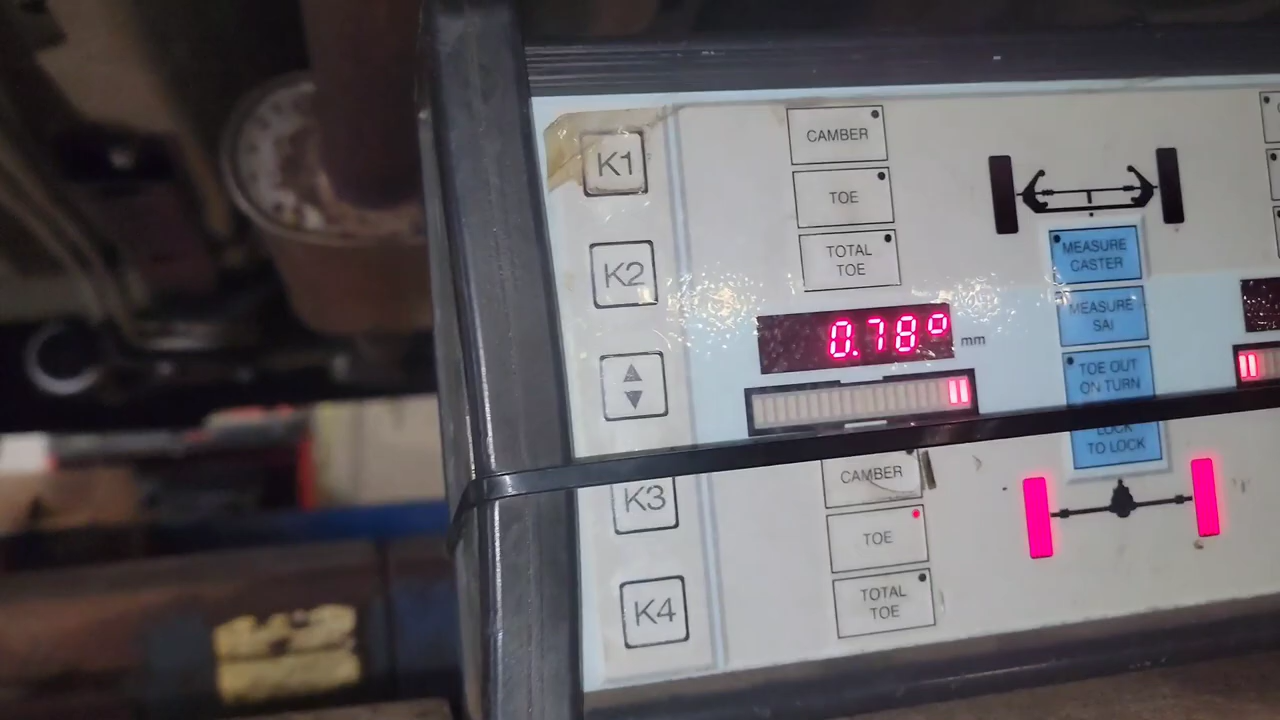 K1
CAMBER
TOE
TOTAL
TOE
K2
MEASURE
CASTER
MEASURE
SAI
TOE OUT
ON TURN
LOCK
TO LOCK
0.78°
mm
K3
CAMBER
TOE
TOTAL
TOE
K4